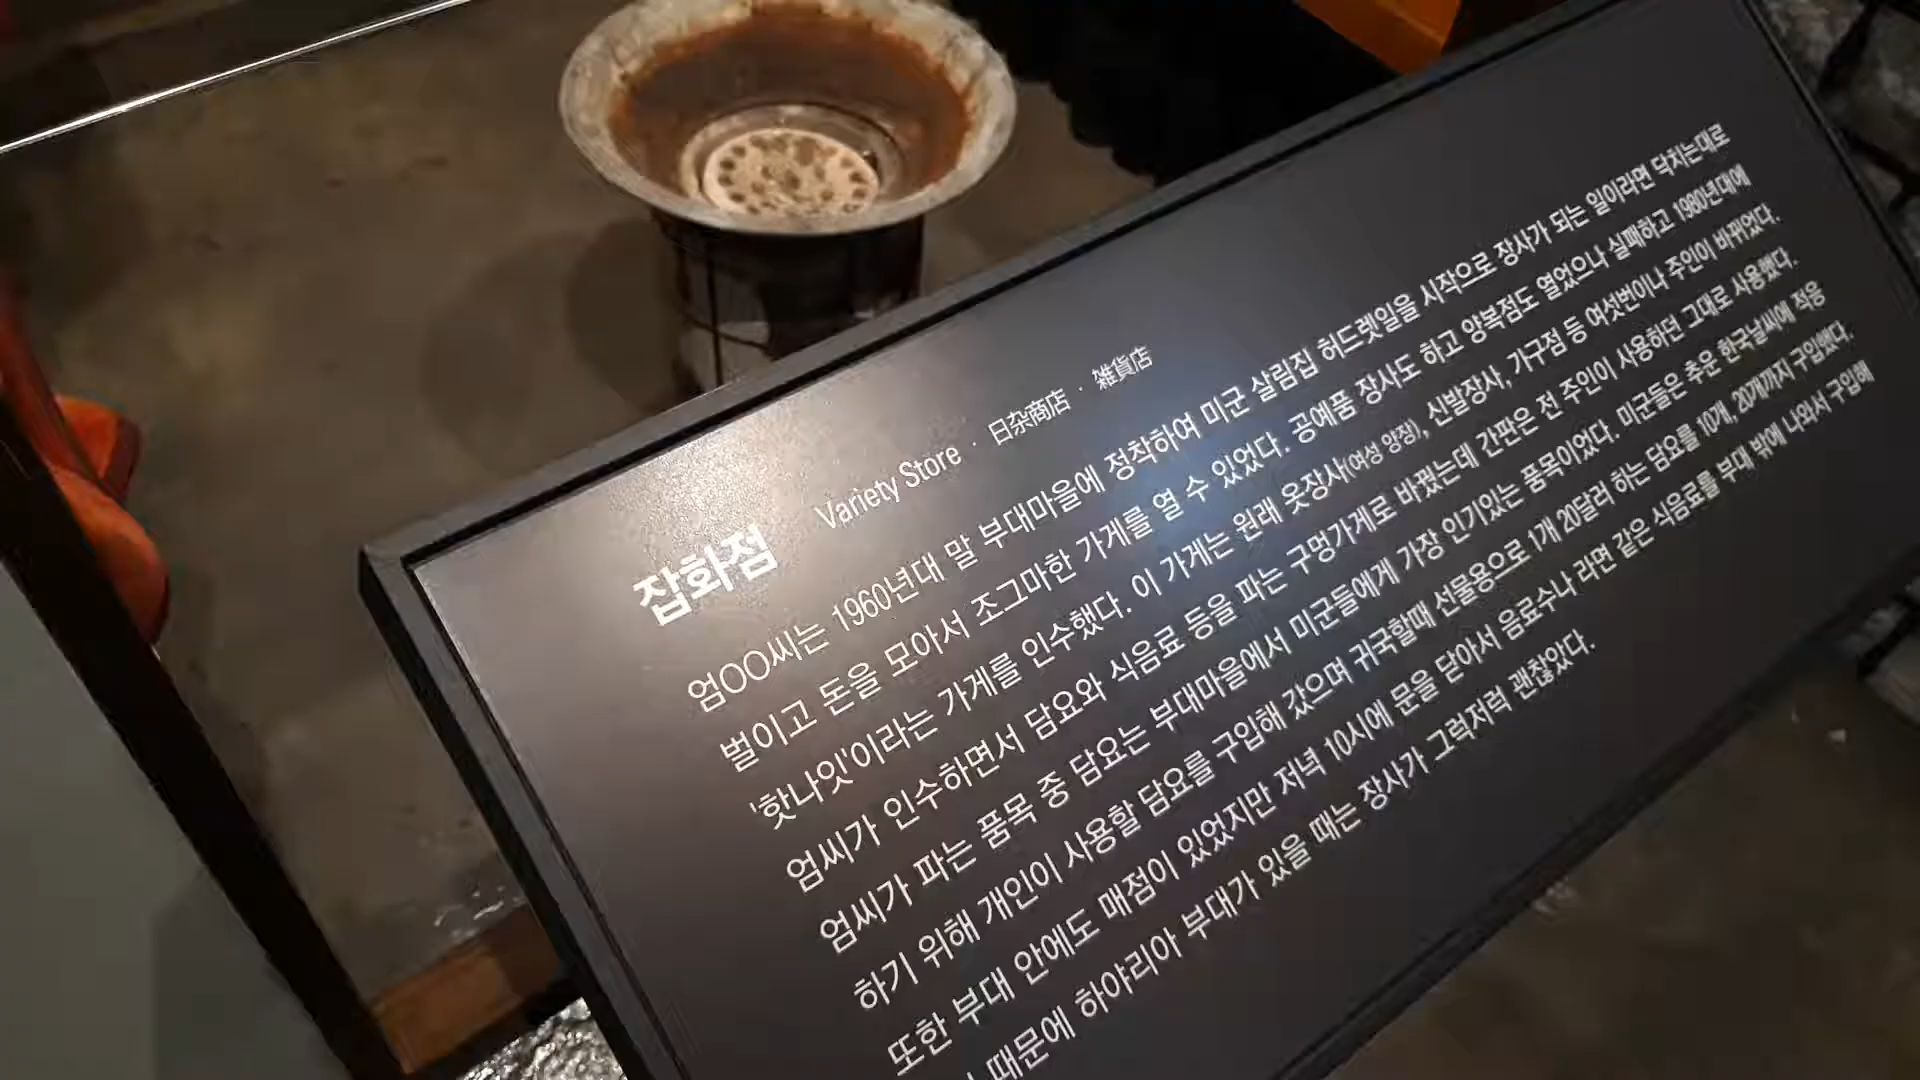 잡화점 Variety Store · 日杂商店 · 雑貨店
엄〇〇씨는 1960년대 말 부대마을에 정착하여 미군 살림집 허드렛일을 시작으로 장사가 되는 일이라면 닥치는대로
벌이고 돈을 모아서 조그마한 가게를 열 수 있었다. 공예품 장사도 하고 양복점도 열었으나 실패하고 1980년대에
'핫나잇'이라는 가게를 인수했다. 이 가게는 원래 옷장사(여성 양장), 신발장사, 가구점 등 여섯번이나 주인이 바뀌었다.
엄씨가 인수하면서 담요와 식음료 등을 파는 구멍가게로 바꿨는데 간판은 전 주인이 사용하던 그대로 사용했다.
엄씨가 파는 품목 중 담요는 부대마을에서 미군들에게 가장 인기있는 품목이었다. 미군들은 추운 한국날씨에 적응
하기 위해 개인이 사용할 담요를 구입해 갔으며 귀국할때 선물용으로 1개 20달러 하는 담요를 10개, 20개까지 구입했다.
또한 부대 안에도 매점이 있었지만 저녁 10시에 문을 닫아서 음료수나 라면 같은 식음료를 부대 밖에 나와서 구입해
때문에 하야리아 부대가 있을 때는 장사가 그럭저럭 괜찮았다.